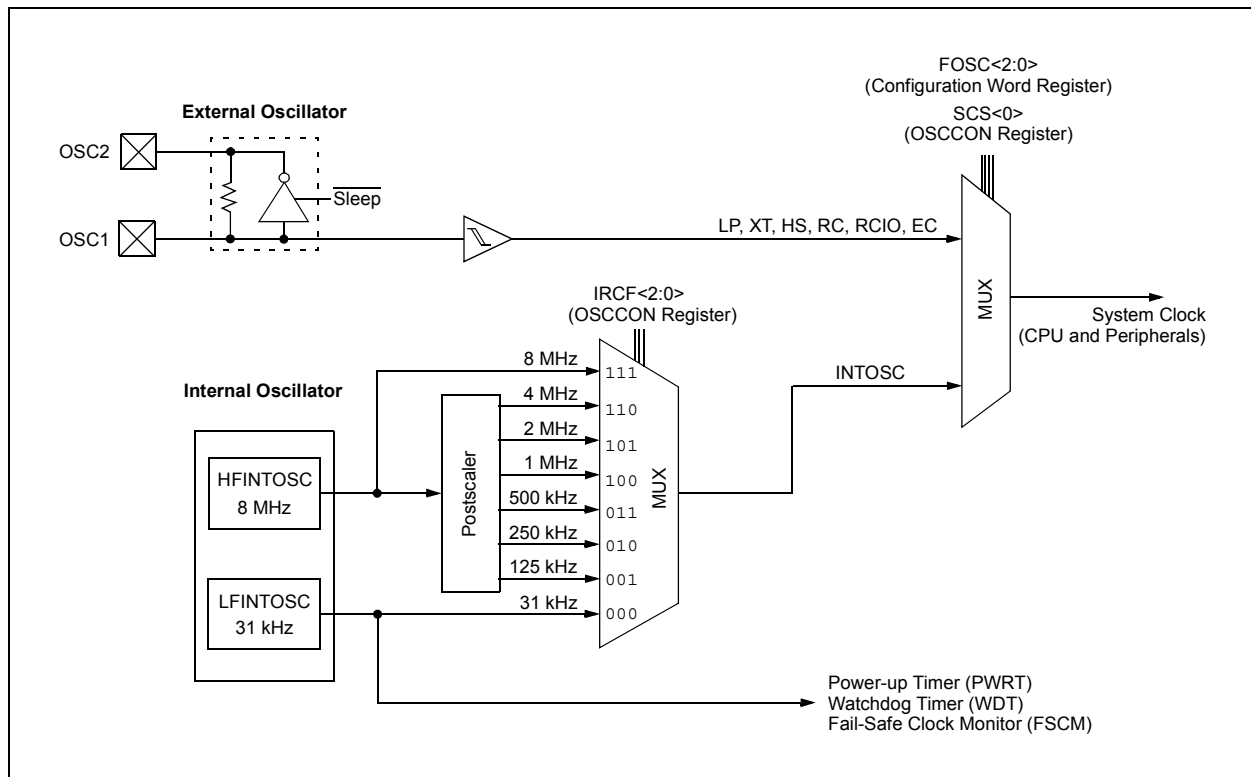 FOSC<2:0>
(Configuration Word Register)
SCS<0>
(OSCCON Register)
External Oscillator
OSC2
Sleep
OSC1
LP, XT, HS, RC, RCIO, EC
MUX
System Clock
(CPU and Peripherals)
IRCF<2:0>
(OSCCON Register)
Internal Oscillator
HFINTOSC
8 MHz
LFINTOSC
31 kHz
Postscaler
8 MHz
111
4 MHz
110
2 MHz
101
1 MHz
100
500 kHz
011
250 kHz
010
125 kHz
001
31 kHz
000
MUX
INTOSC
Power-up Timer (PWRT)
Watchdog Timer (WDT)
Fail-Safe Clock Monitor (FSCM)